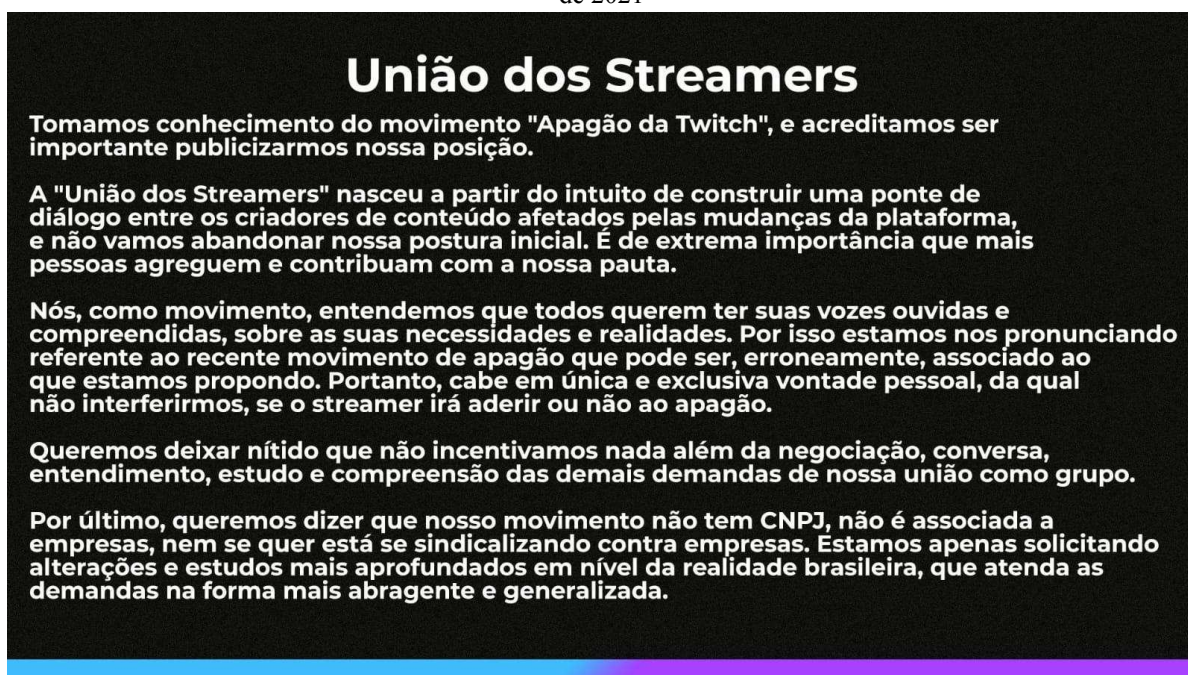 de 2021
União dos Streamers
Tomamos conhecimento do movimento "Apagão da Twitch", e acreditamos ser
importante publicizarmos nossa posição.
A "União dos Streamers" nasceu a partir do intuito de construir uma ponte de
diálogo entre os criadores de conteúdo afetados pelas mudanças da plataforma,
e não vamos abandonar nossa postura inicial. É de extrema importância que mais
pessoas agreguem e contribuam com a nossa pauta.
Nós, como movimento, entendemos que todos querem ter suas vozes ouvidas e
compreendidas, sobre as suas necessidades e realidades. Por isso estamos nos pronunciando
referente ao recente movimento de apagão que pode ser, erroneamente, associado ao
que estamos propondo. Portanto, cabe em única e exclusiva vontade pessoal, da qual
não interferirmos, se o streamer irá aderir ou não ao apagão.
Queremos deixar nítido que não incentivamos nada além da negociação, conversa,
entendimento, estudo e compreensão das demais demandas de nossa união como grupo.
Por último, queremos dizer que nosso movimento não tem CNPJ, não é associada a
empresas, nem se quer está se sindicalizando contra empresas. Estamos apenas solicitando
alterações e estudos mais aprofundados em nível da realidade brasileira, que atenda as
demandas na forma mais abragente e generalizada.